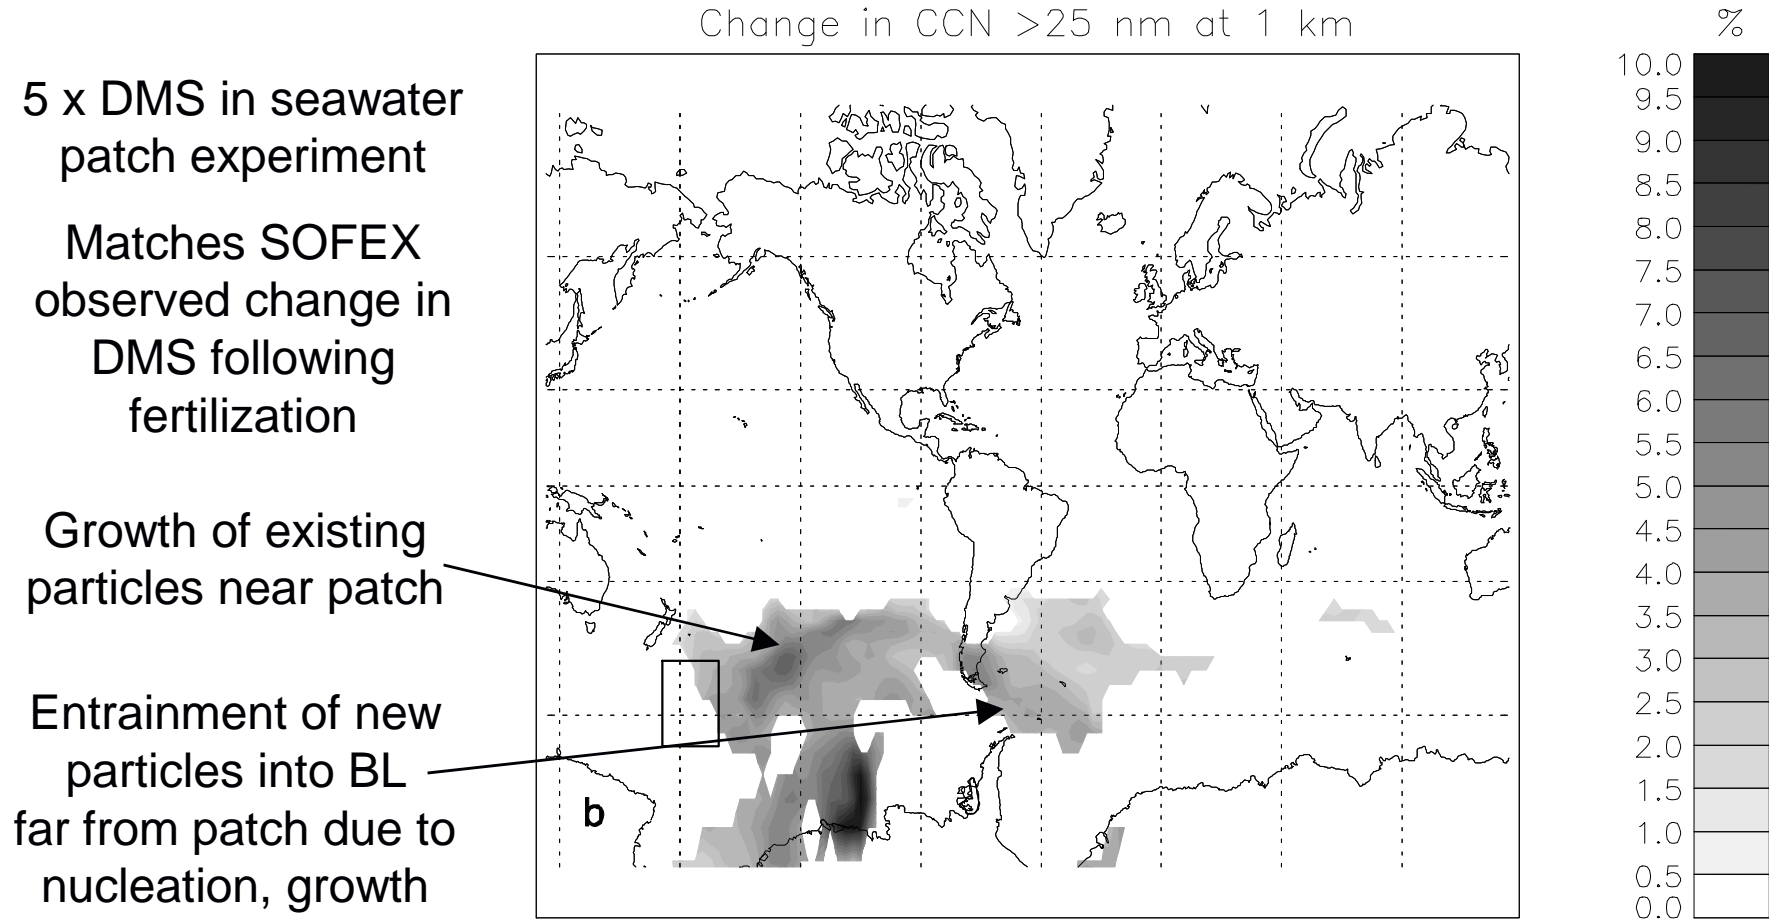 Change in CCN >25 nm at 1 km
%
5 x DMS in seawater
patch experiment
Matches SOFEX
observed change in
DMS following
fertilization
Growth of existing
particles near patch
Entrainment of new
particles into BL
far from patch due to
nucleation, growth
b
10.0
9.5
9.0
8.5
8.0
7.5
7.0
6.5
6.0
5.5
5.0
4.5
4.0
3.5
3.0
2.5
2.0
1.5
1.0
0.5
0.0